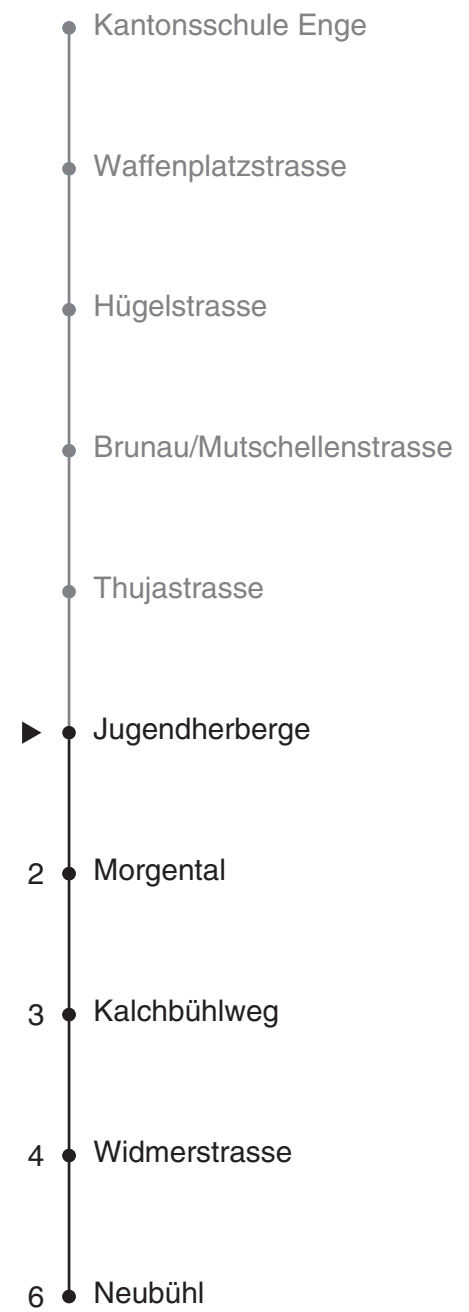 Kantonsschule Enge
Waffenplatzstrasse
Hügelstrasse
Brunau/Mutschellenstrasse
Thujastrasse
Jugendherberge
2 Morgental
3 Kalchbühlweg
4 Widmerstrasse
6 Neubühl